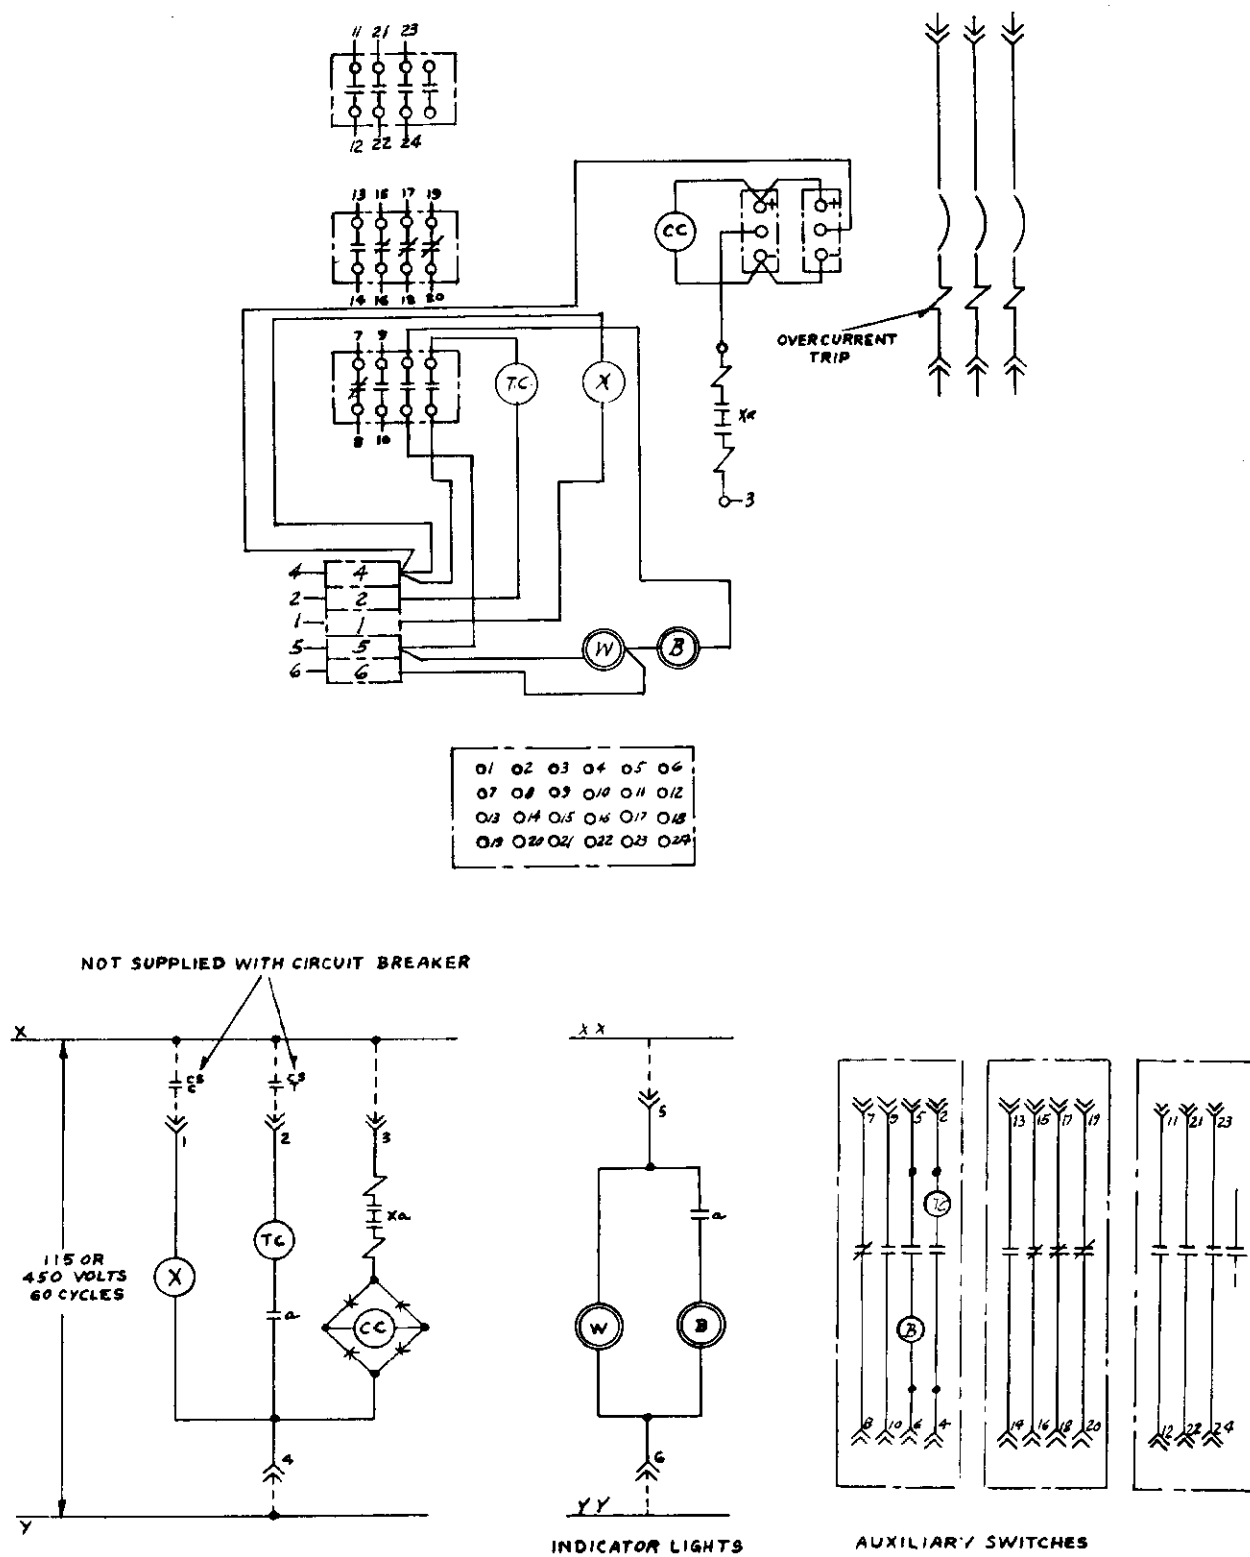 11 21 23
12 22 24
13 15 17 19
14 16 18 20
CC
+ +
- -
OVERCURRENT
TRIP
7 9
T.C.
X
Xa
8 10
3
4 4
2 2
1 1
5 5
6 6
W B
1 2 3 4 5 6
7 8 9 10 11 12
13 14 15 16 17 18
19 20 21 22 23 24
NOT SUPPLIED WITH CIRCUIT BREAKER
X
CS
C
CS
T
1 2 3
Xa
TC
X
115 OR
450 VOLTS
60 CYCLES
a
CC
4
Y
XX
5
a
W B
6
YY
INDICATOR LIGHTS
7 9 5 2
TC
B
8 10 6 4
13 15 17 19
14 16 18 20
11 21 23
12 22 24
AUXILIARY SWITCHES